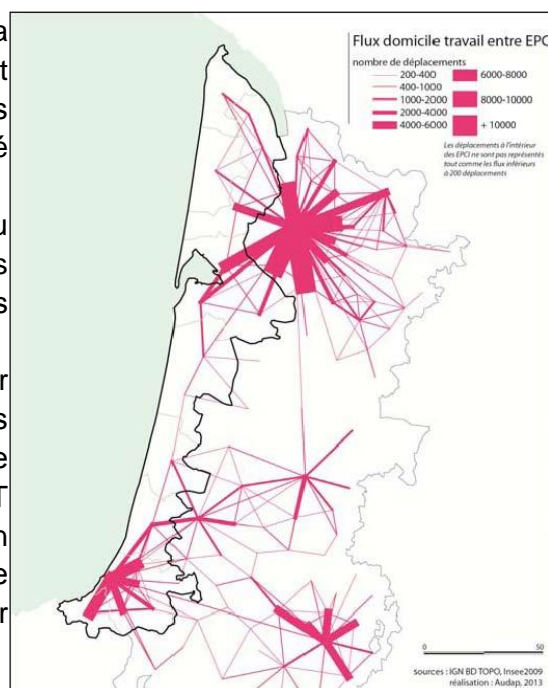 a
t
s
é
u
s
s
r
s
e
T
n
e
r
Flux domicile travail entre EPCI
nombre de déplacements
200-400
400-1000
1000-2000
2000-4000
4000-6000
6000-8000
8000-10000
+ 10000
Les déplacements à l'intérieur
des EPCI ne sont pas représentés
tout comme les flux inférieurs
à 200 déplacements
0 50
sources : IGN BD TOPO, Insee2009
réalisation : Audap, 2013